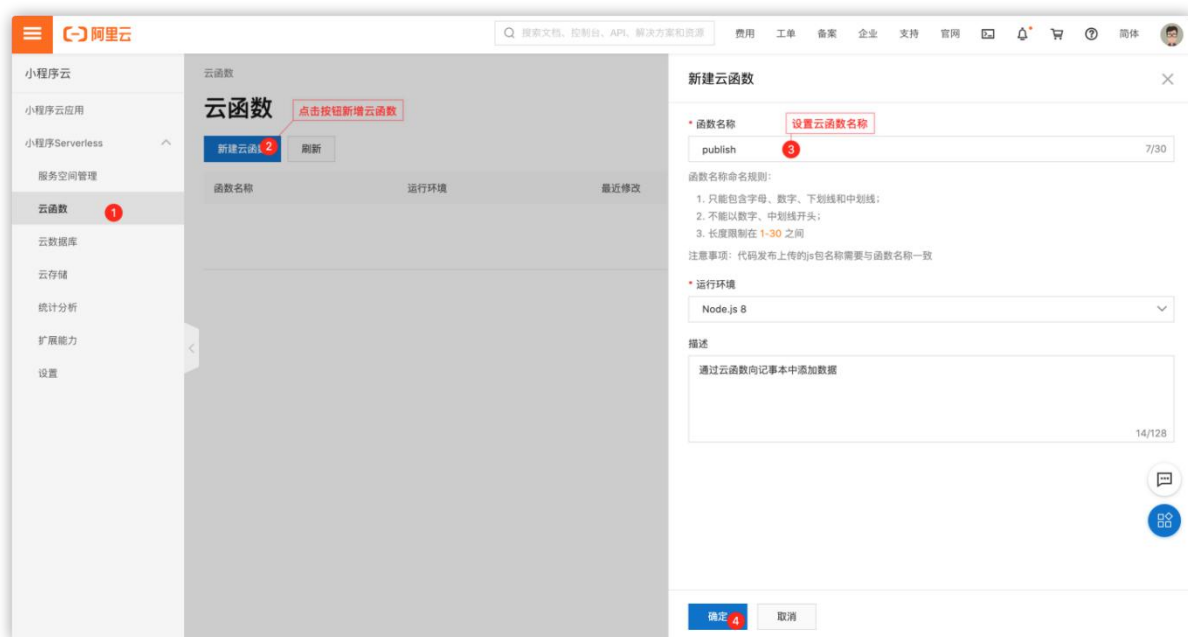 阿里云
搜索文档、控制台、API、解决方案和资源
费用 工单 备案 企业 支持 官网 简体
小程序云
小程序云应用
小程序Serverless
服务空间管理
云函数
1
云数据库
云存储
统计分析
扩展能力
设置
云函数
云函数
点击按钮新增云函数
新建云函
2
刷新
函数名称 运行环境 最近修改
新建云函数
* 函数名称
设置云函数名称
publish
3
7/30
函数名称命名规则：
1. 只能包含字母、数字、下划线和中划线；
2. 不能以数字、中划线开头；
3. 长度限制在 1-30 之间
注意事项：代码发布上传的js包名称需要与函数名称一致
* 运行环境
Node.js 8
描述
通过云函数向记事本中添加数据
14/128
确定
4
取消